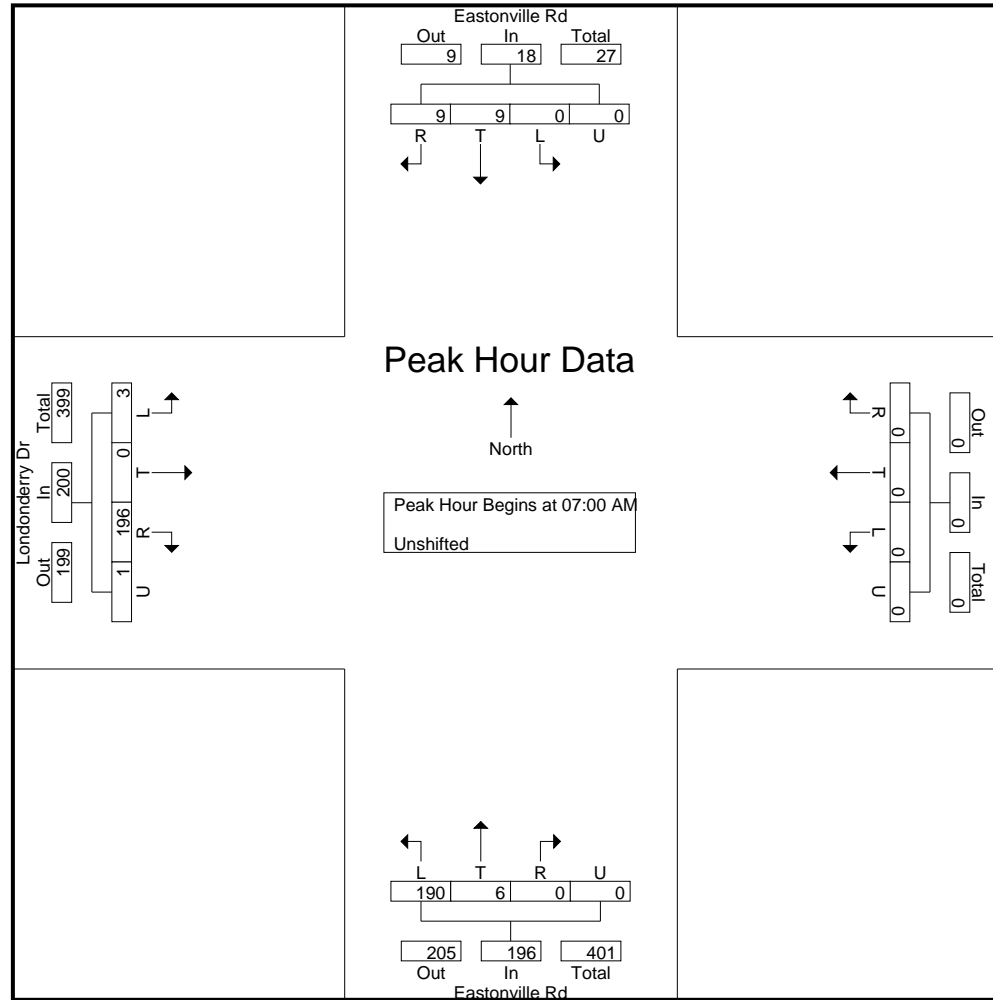 Eastonville Rd
Out In Total
9 18 27
9 9 0 0
R T L U
Peak Hour Data
North
Peak Hour Begins at 07:00 AM
Unshifted
Londonderry Dr
Out In Total
199 200 399
1 196 0 3
U R T L
Out In Total
0 0 0
R T L U
0 0 0 0
L T R U
190 6 0 0
205 196 401
Out In Total
Eastonville Rd